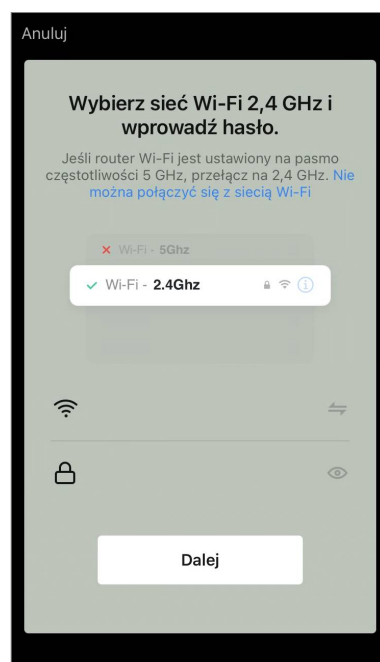 Anuluj
Wybierz sieć Wi-Fi 2,4 GHz i
wprowadź hasło.
Jeśli router Wi-Fi jest ustawiony na pasmo
częstotliwości 5 GHz, przełącz na 2,4 GHz. Nie
można połączyć się z siecią Wi-Fi
Wi-Fi - 5Ghz
Wi-Fi - 2.4Ghz
Dalej